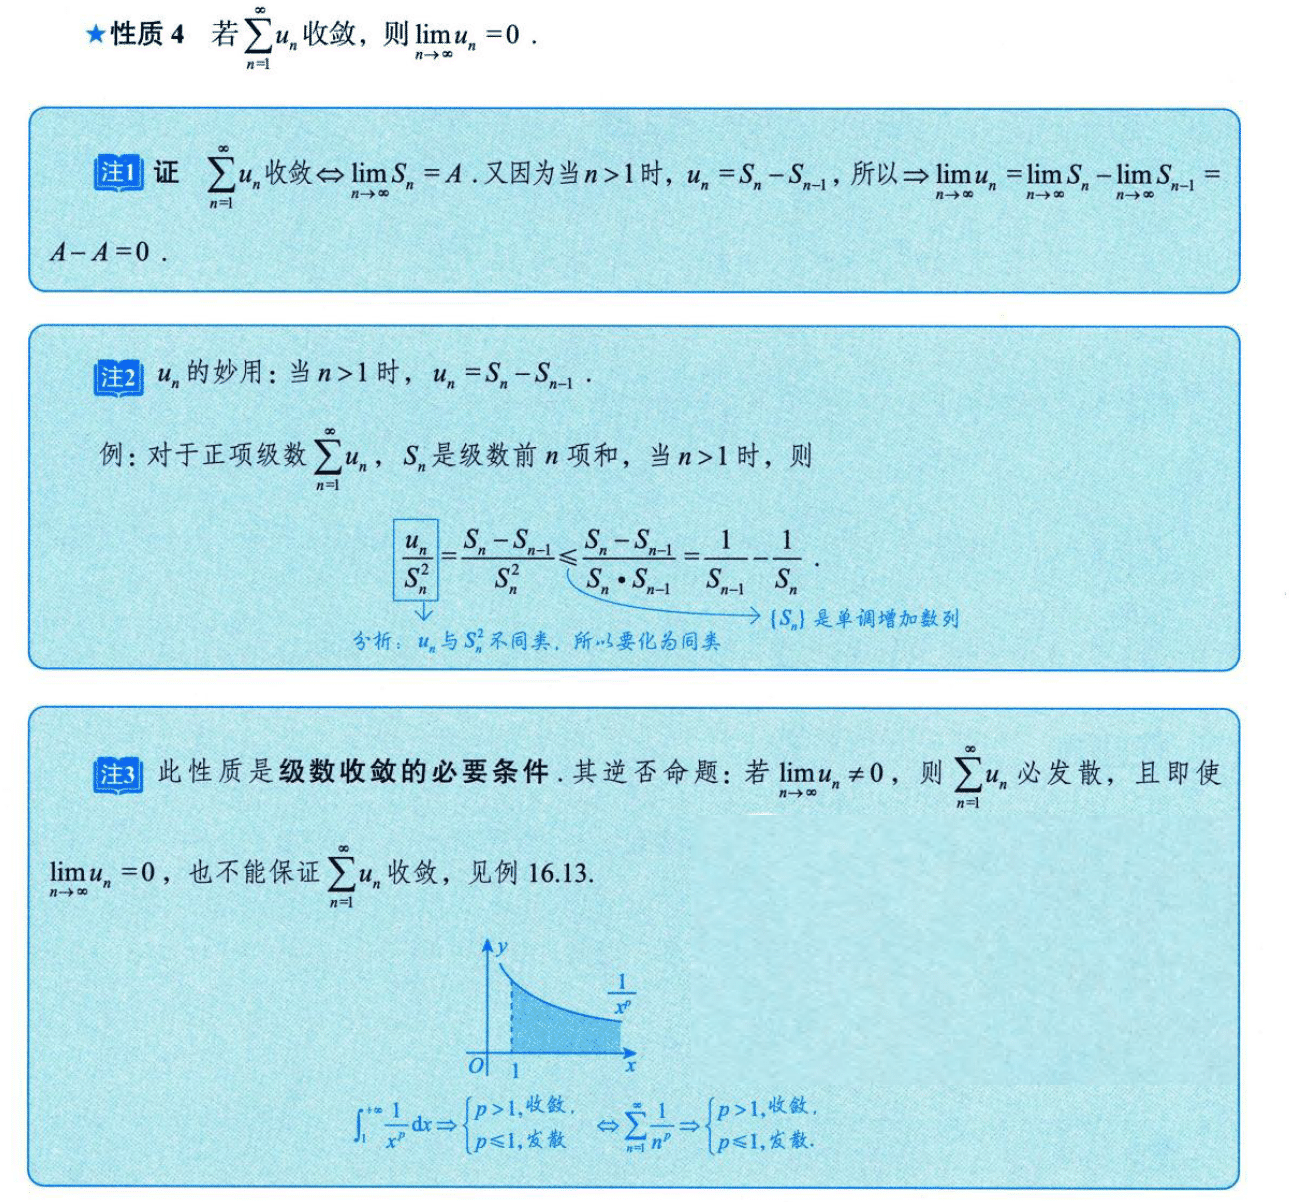 ★性质 4 若 $\sum_{n=1}^{\infty} u_n$ 收敛，则 $\lim_{n\to\infty} u_n = 0$ .
注1 证 $\sum_{n=1}^{\infty} u_n$ 收敛 ⇔ $\lim_{n\to\infty} S_n = A$ . 又因为当 $n>1$ 时，$u_n = S_n - S_{n-1}$，所以 ⇒ $\lim_{n\to\infty} u_n = \lim_{n\to\infty} S_n - \lim_{n\to\infty} S_{n-1} =$
$A - A = 0$ .
注2 $u_n$ 的妙用：当 $n>1$ 时，$u_n = S_n - S_{n-1}$ .
例：对于正项级数 $\sum_{n=1}^{\infty} u_n$，$S_n$ 是级数前 $n$ 项和，当 $n>1$ 时，则
$\frac{u_n}{S_n^2} = \frac{S_n - S_{n-1}}{S_n^2} \leqslant \frac{S_n - S_{n-1}}{S_n \bullet S_{n-1}} = \frac{1}{S_{n-1}} - \frac{1}{S_n}$ .
{$S_n$} 是单调增加数列
分析：$u_n$ 与 $S_n^2$ 不同类，所以要化为同类
注3 此性质是级数收敛的必要条件 . 其逆否命题：若 $\lim_{n\to\infty} u_n \neq 0$，则 $\sum_{n=1}^{\infty} u_n$ 必发散，且即使
$\lim_{n\to\infty} u_n = 0$，也不能保证 $\sum_{n=1}^{\infty} u_n$ 收敛，见例 16.13.
y
$\frac{1}{x^p}$
O 1 x
$\int_1^{+\infty} \frac{1}{x^p} dx \Rightarrow \begin{cases} p>1, 收敛, \\ p\leqslant 1, 发散 \end{cases} \Leftrightarrow \sum_{n=1}^{\infty} \frac{1}{n^p} \Rightarrow \begin{cases} p>1, 收敛, \\ p\leqslant 1, 发散. \end{cases}$